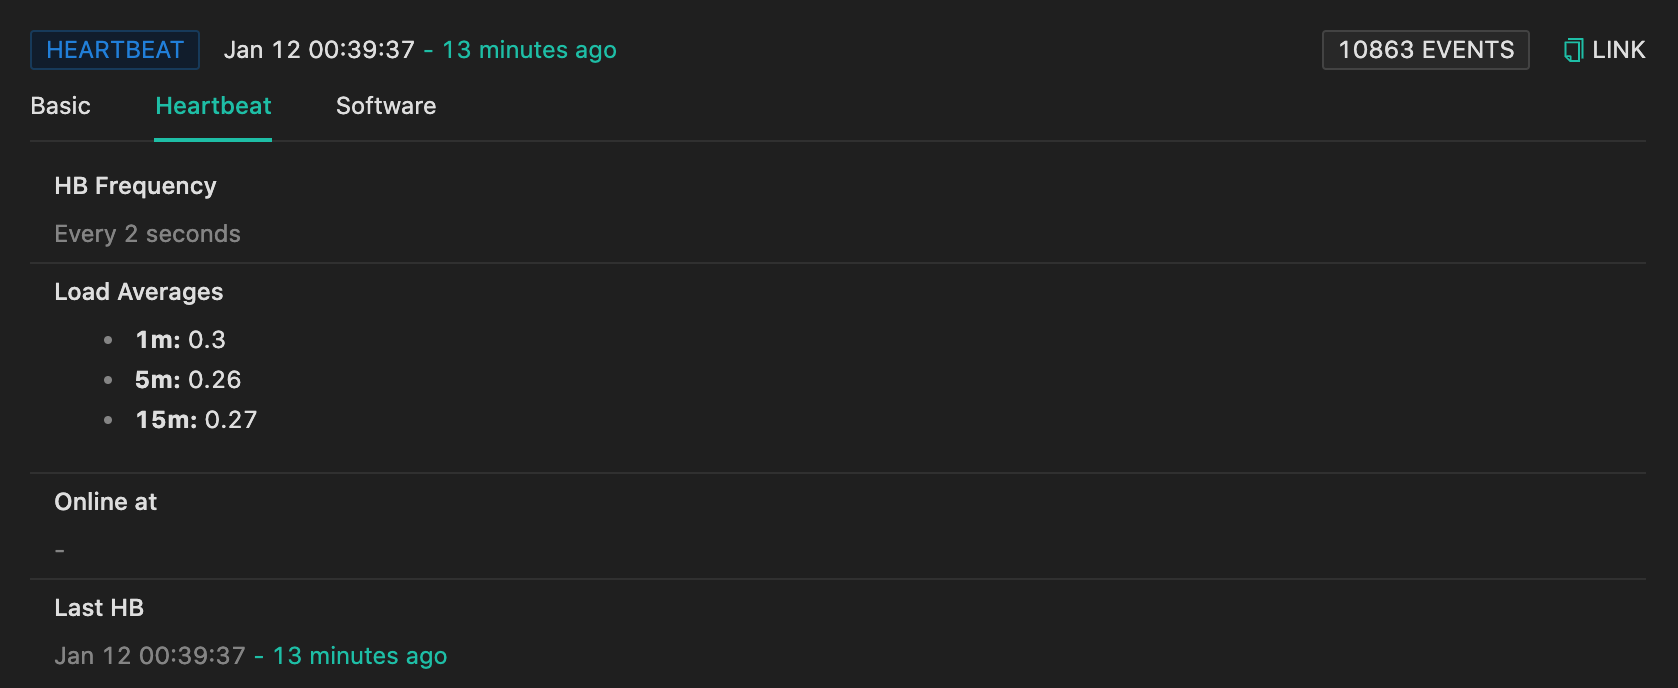 HEARTBEAT Jan 12 00:39:37 - 13 minutes ago 10863 EVENTS LINK
Basic Heartbeat Software
HB Frequency
Every 2 seconds
Load Averages
• 1m: 0.3
• 5m: 0.26
• 15m: 0.27
Online at
-
Last HB
Jan 12 00:39:37 - 13 minutes ago